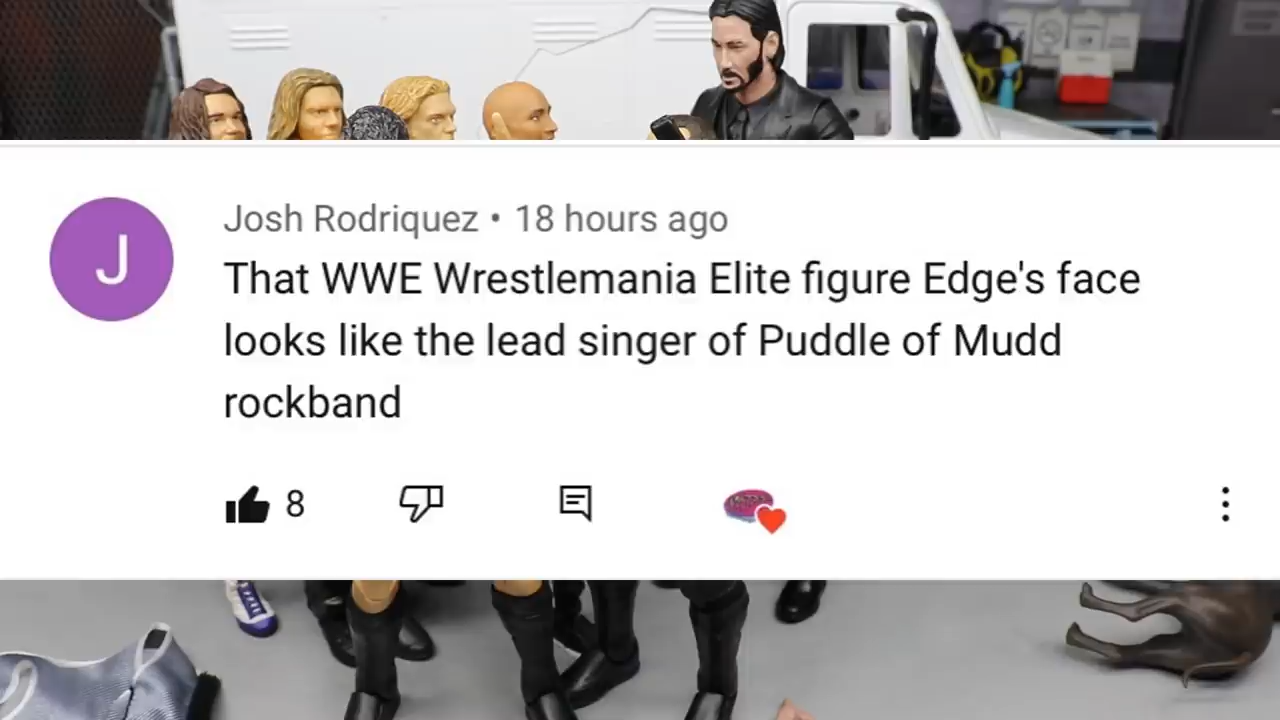 J
Josh Rodriquez • 18 hours ago
That WWE Wrestlemania Elite figure Edge's face
looks like the lead singer of Puddle of Mudd
rockband
8